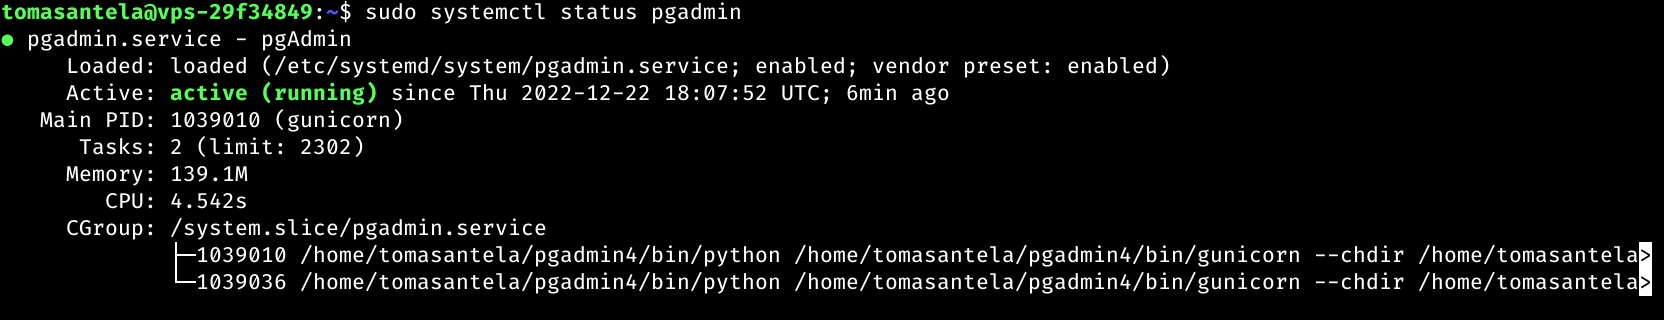 tomasantela@vps-29f34849:~$ sudo systemctl status pgadmin
● pgadmin.service - pgAdmin
     Loaded: loaded (/etc/systemd/system/pgadmin.service; enabled; vendor preset: enabled)
     Active: active (running) since Thu 2022-12-22 18:07:52 UTC; 6min ago
   Main PID: 1039010 (gunicorn)
      Tasks: 2 (limit: 2302)
     Memory: 139.1M
        CPU: 4.542s
     CGroup: /system.slice/pgadmin.service
             ├─1039010 /home/tomasantela/pgadmin4/bin/python /home/tomasantela/pgadmin4/bin/gunicorn --chdir /home/tomasantela>
             └─1039036 /home/tomasantela/pgadmin4/bin/python /home/tomasantela/pgadmin4/bin/gunicorn --chdir /home/tomasantela>